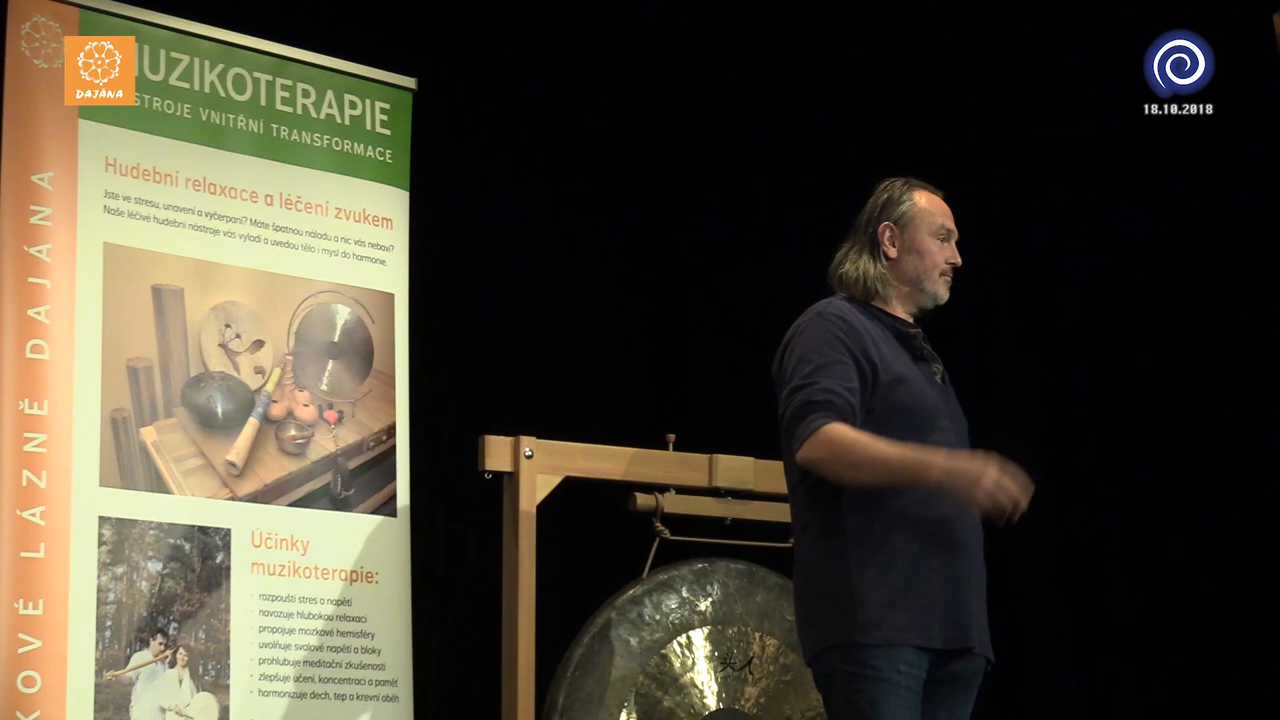 DAJÁNA
18.10.2018
MUZIKOTERAPIE
STROJE VNITŘNÍ TRANSFORMACE
Hudební relaxace a léčení zvukem
Jste ve stresu, unavení a vyčerpaní? Máte špatnou náladu a nic vás nebaví?
Naše léčivé hudební nástroje vás vyladí a uvedou tělo i mysl do harmonie.
KOVÉ LÁZNĚ DAJÁNA
Účinky
muzikoterapie:
· rozpouští stres a napětí
· navozuje hlubokou relaxaci
· propojuje mozkové hemisféry
· uvolňuje svalové napětí a bloky
· prohlubuje meditační zkušenosti
· zlepšuje učení, koncentraci a paměť
· harmonizuje dech, tep a krevní oběh